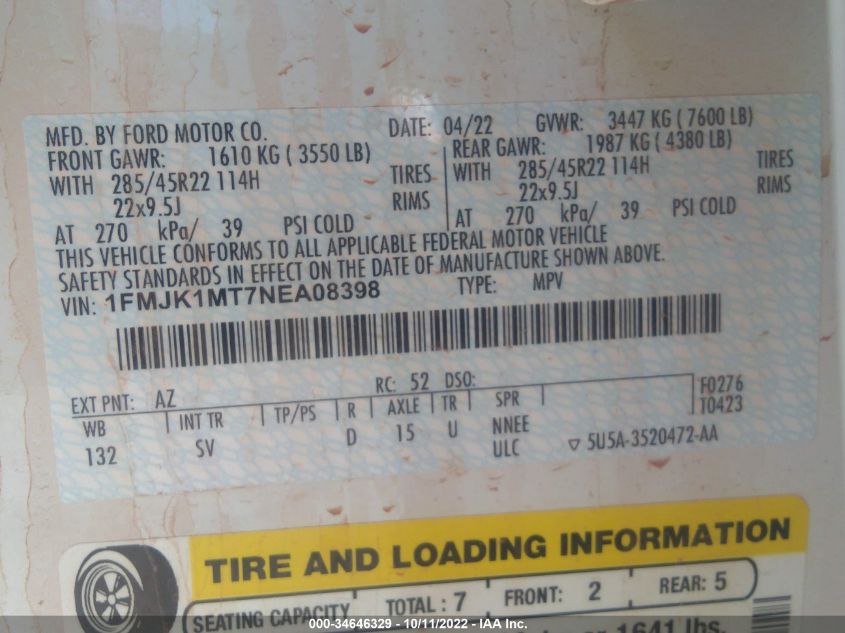 MFD. BY FORD MOTOR CO. DATE: 04/22 GVWR: 3447 KG ( 7600 LB)
FRONT GAWR: 1610 KG ( 3550 LB) REAR GAWR: 1987 KG ( 4380 LB)
WITH 285/45R22 114H TIRES WITH 285/45R22 114H TIRES
22x9.5J RIMS 22x9.5J RIMS
AT 270 kPa/ 39 PSI COLD AT 270 kPa/ 39 PSI COLD
THIS VEHICLE CONFORMS TO ALL APPLICABLE FEDERAL MOTOR VEHICLE
SAFETY STANDARDS IN EFFECT ON THE DATE OF MANUFACTURE SHOWN ABOVE.
VIN: 1FMJK1MT7NEA08398 TYPE: MPV
EXT PNT: AZ RC: 52 DSO: F0276
WB INT TR TP/PS R AXLE TR SPR T0423
132 SV D 15 U NNEE
ULC ▽ 5U5A-3520472-AA
TIRE AND LOADING INFORMATION
SEATING CAPACITY TOTAL : 7 FRONT: 2 REAR: 5
1641 lbs.
000-34646329 - 10/11/2022 - IAA Inc.